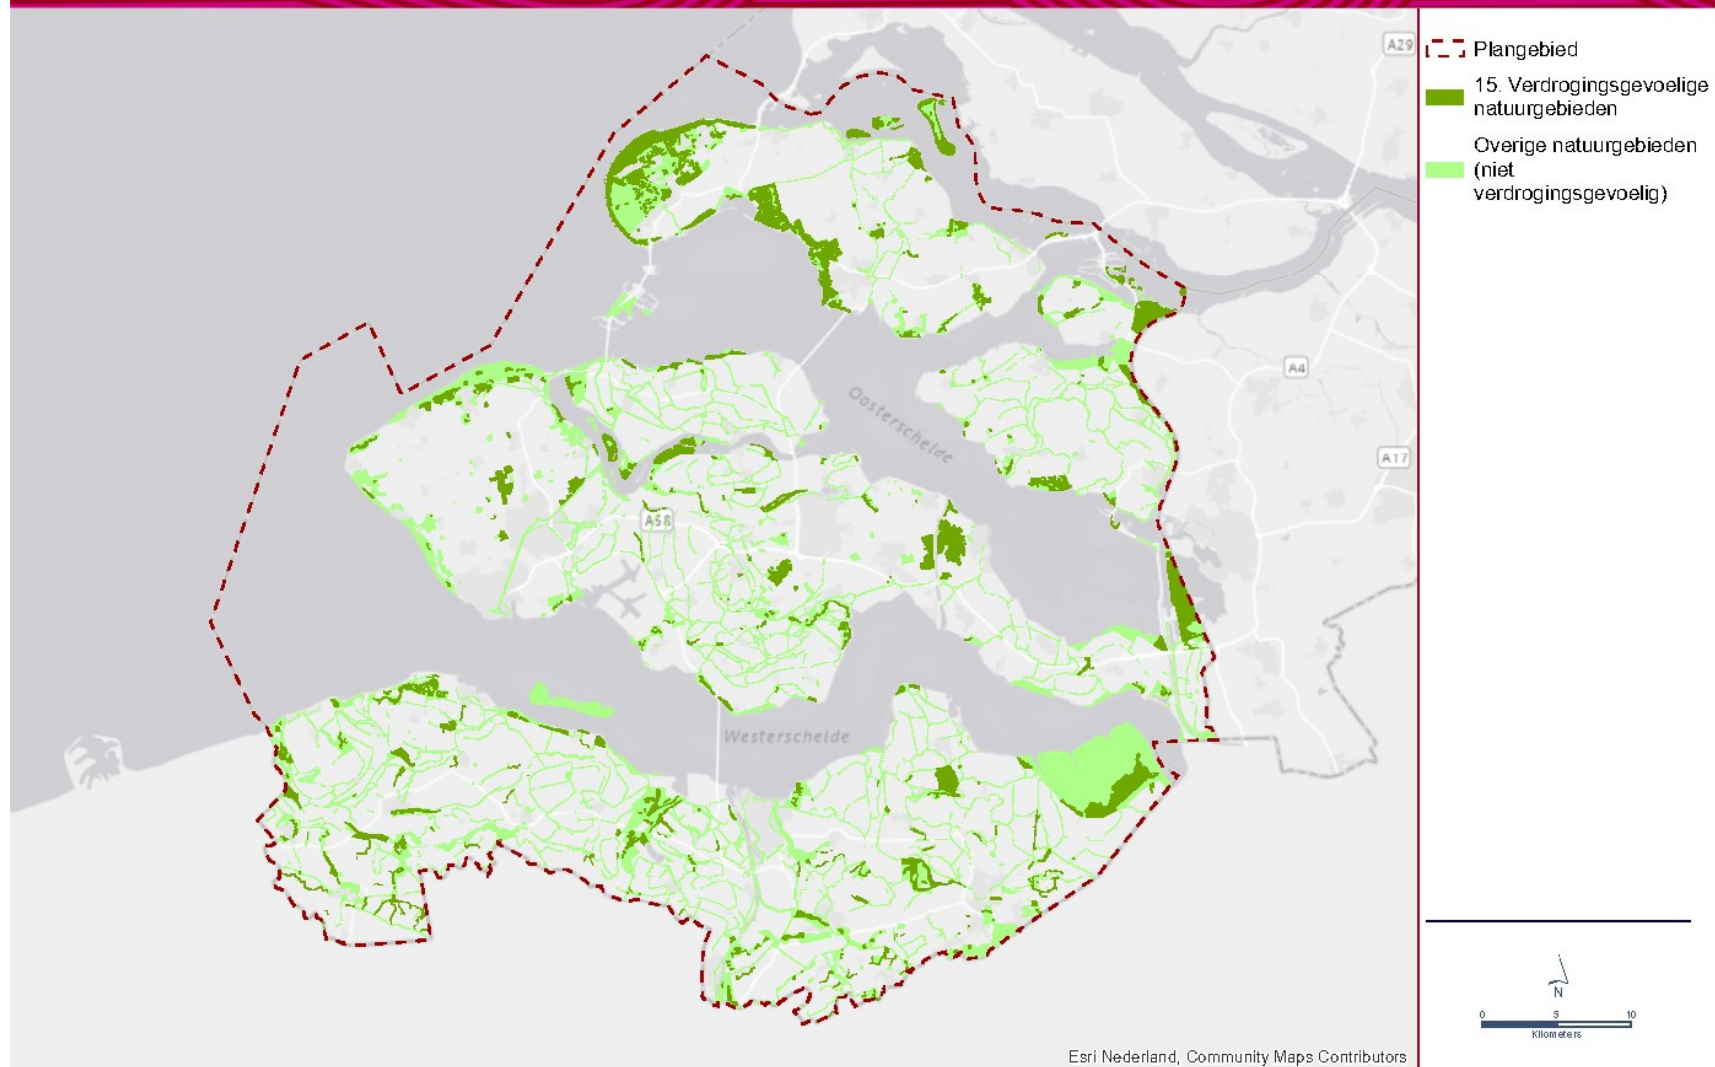 A29
Plangebied
15. Verdrogingsgevoelige
natuurgebieden
Overige natuurgebieden
(niet
verdrogingsgevoelig)
A4
Oosterschelde
A17
A58
Westerschelde
N
0 5 10
Kilometers
Esri Nederland, Community Maps Contributors